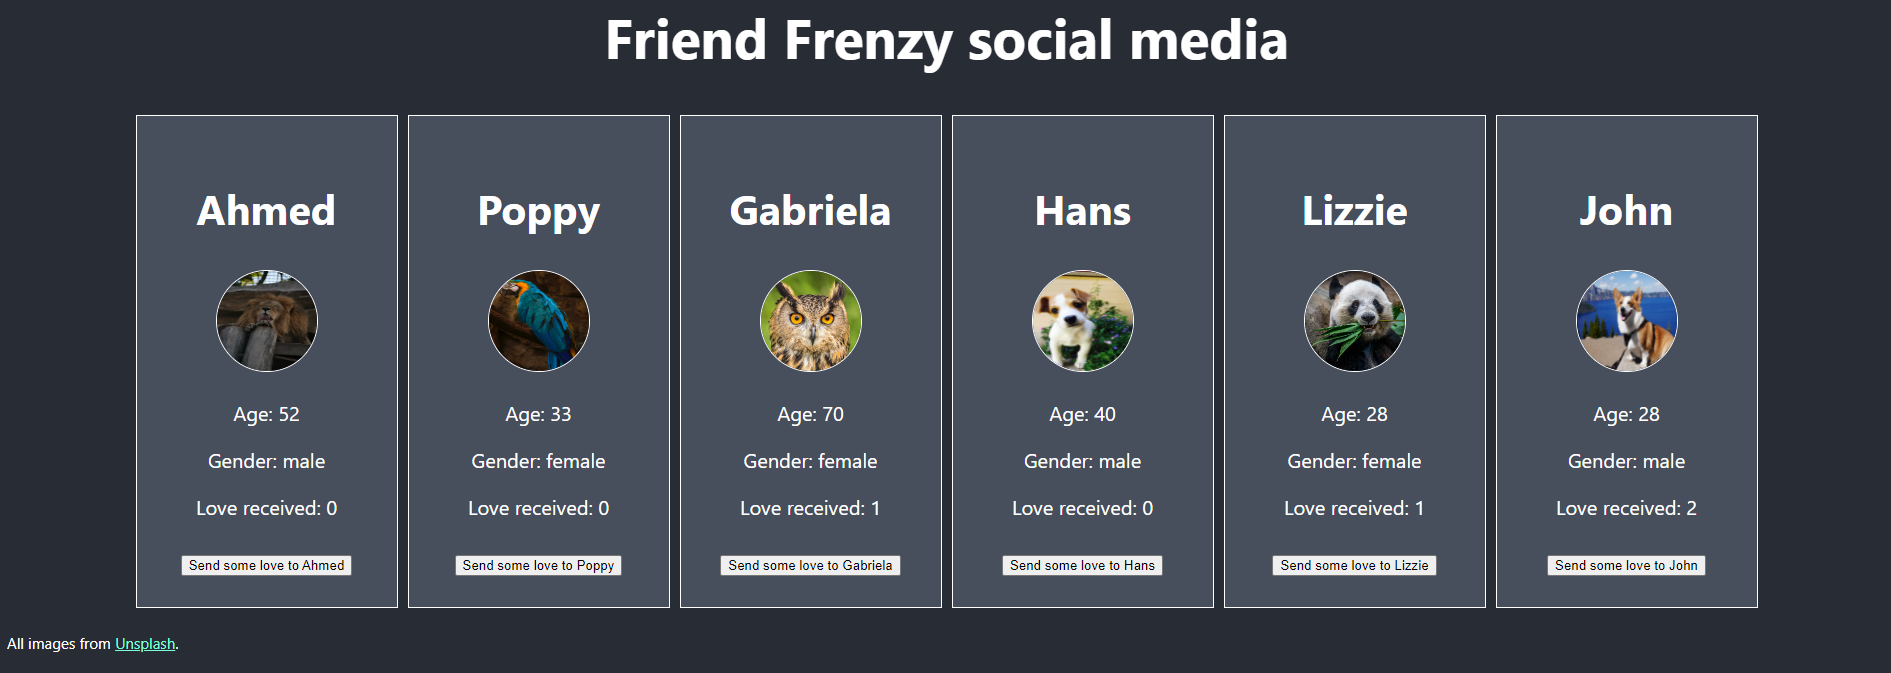 Friend Frenzy social media
Ahmed
Age: 52
Gender: male
Love received: 0
Send some love to Ahmed
Poppy
Age: 33
Gender: female
Love received: 0
Send some love to Poppy
Gabriela
Age: 70
Gender: female
Love received: 1
Send some love to Gabriela
Hans
Age: 40
Gender: male
Love received: 0
Send some love to Hans
Lizzie
Age: 28
Gender: female
Love received: 1
Send some love to Lizzie
John
Age: 28
Gender: male
Love received: 2
Send some love to John
All images from Unsplash.